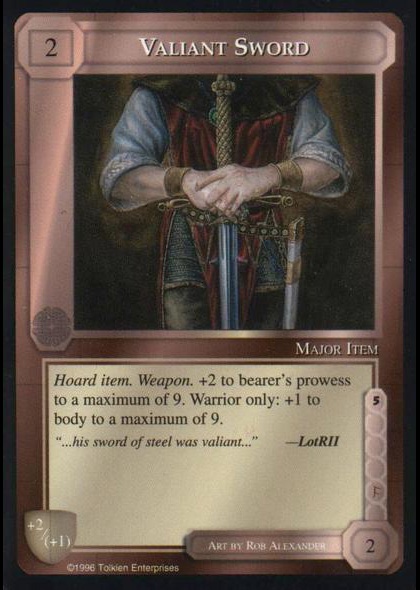 2
VALIANT SWORD
MAJOR ITEM
Hoard item. Weapon. +2 to bearer's prowess
to a maximum of 9. Warrior only: +1 to
body to a maximum of 9.
"...his sword of steel was valiant..." —LotRII
5
+2
(+1)
ART BY ROB ALEXANDER
2
©1996 Tolkien Enterprises